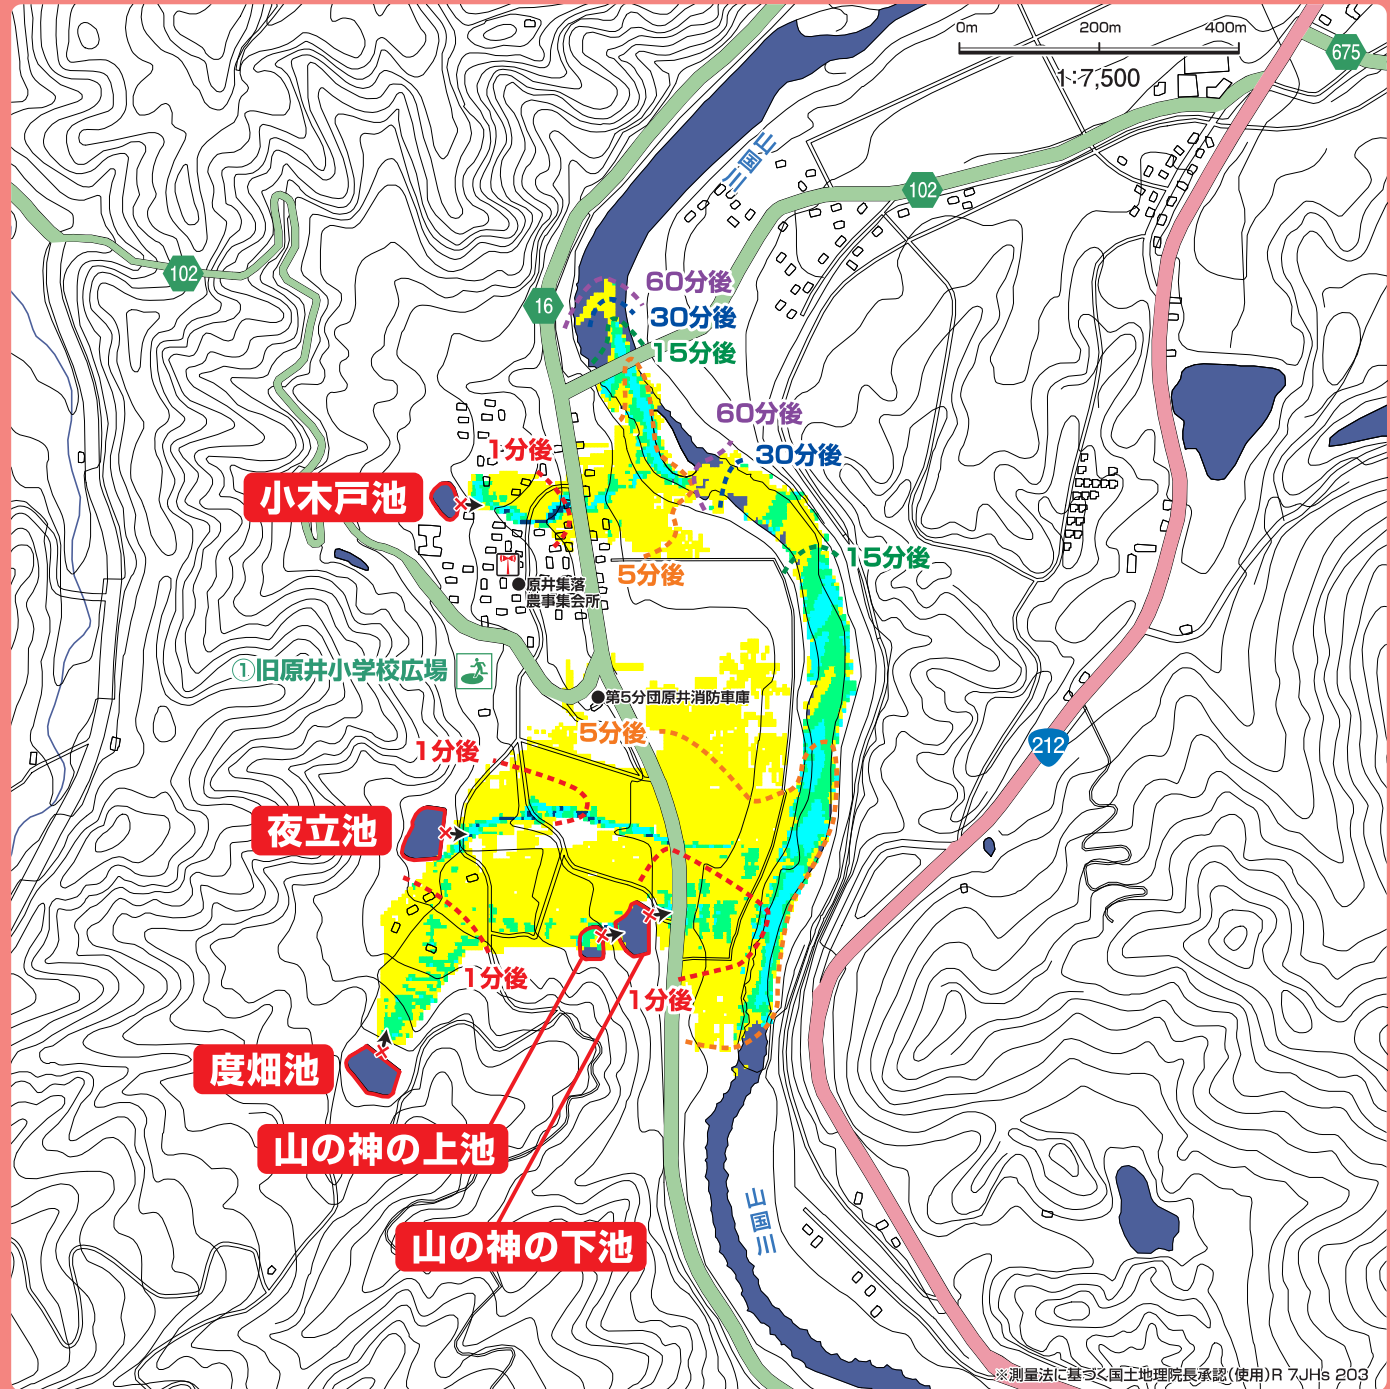 0m 200m 400m
1:7,500
675
山国川
102
102
16
60分後
30分後
15分後
60分後
30分後
1分後
小木戸池
15分後
5分後
原井集落
農事集会所
①旧原井小学校広場
第5分団原井消防車庫
5分後
1分後
212
夜立池
1分後
1分後
度畑池
山の神の上池
山の神の下池
山国川
※測量法に基づく国土地理院長承認(使用)R 7JHs 203